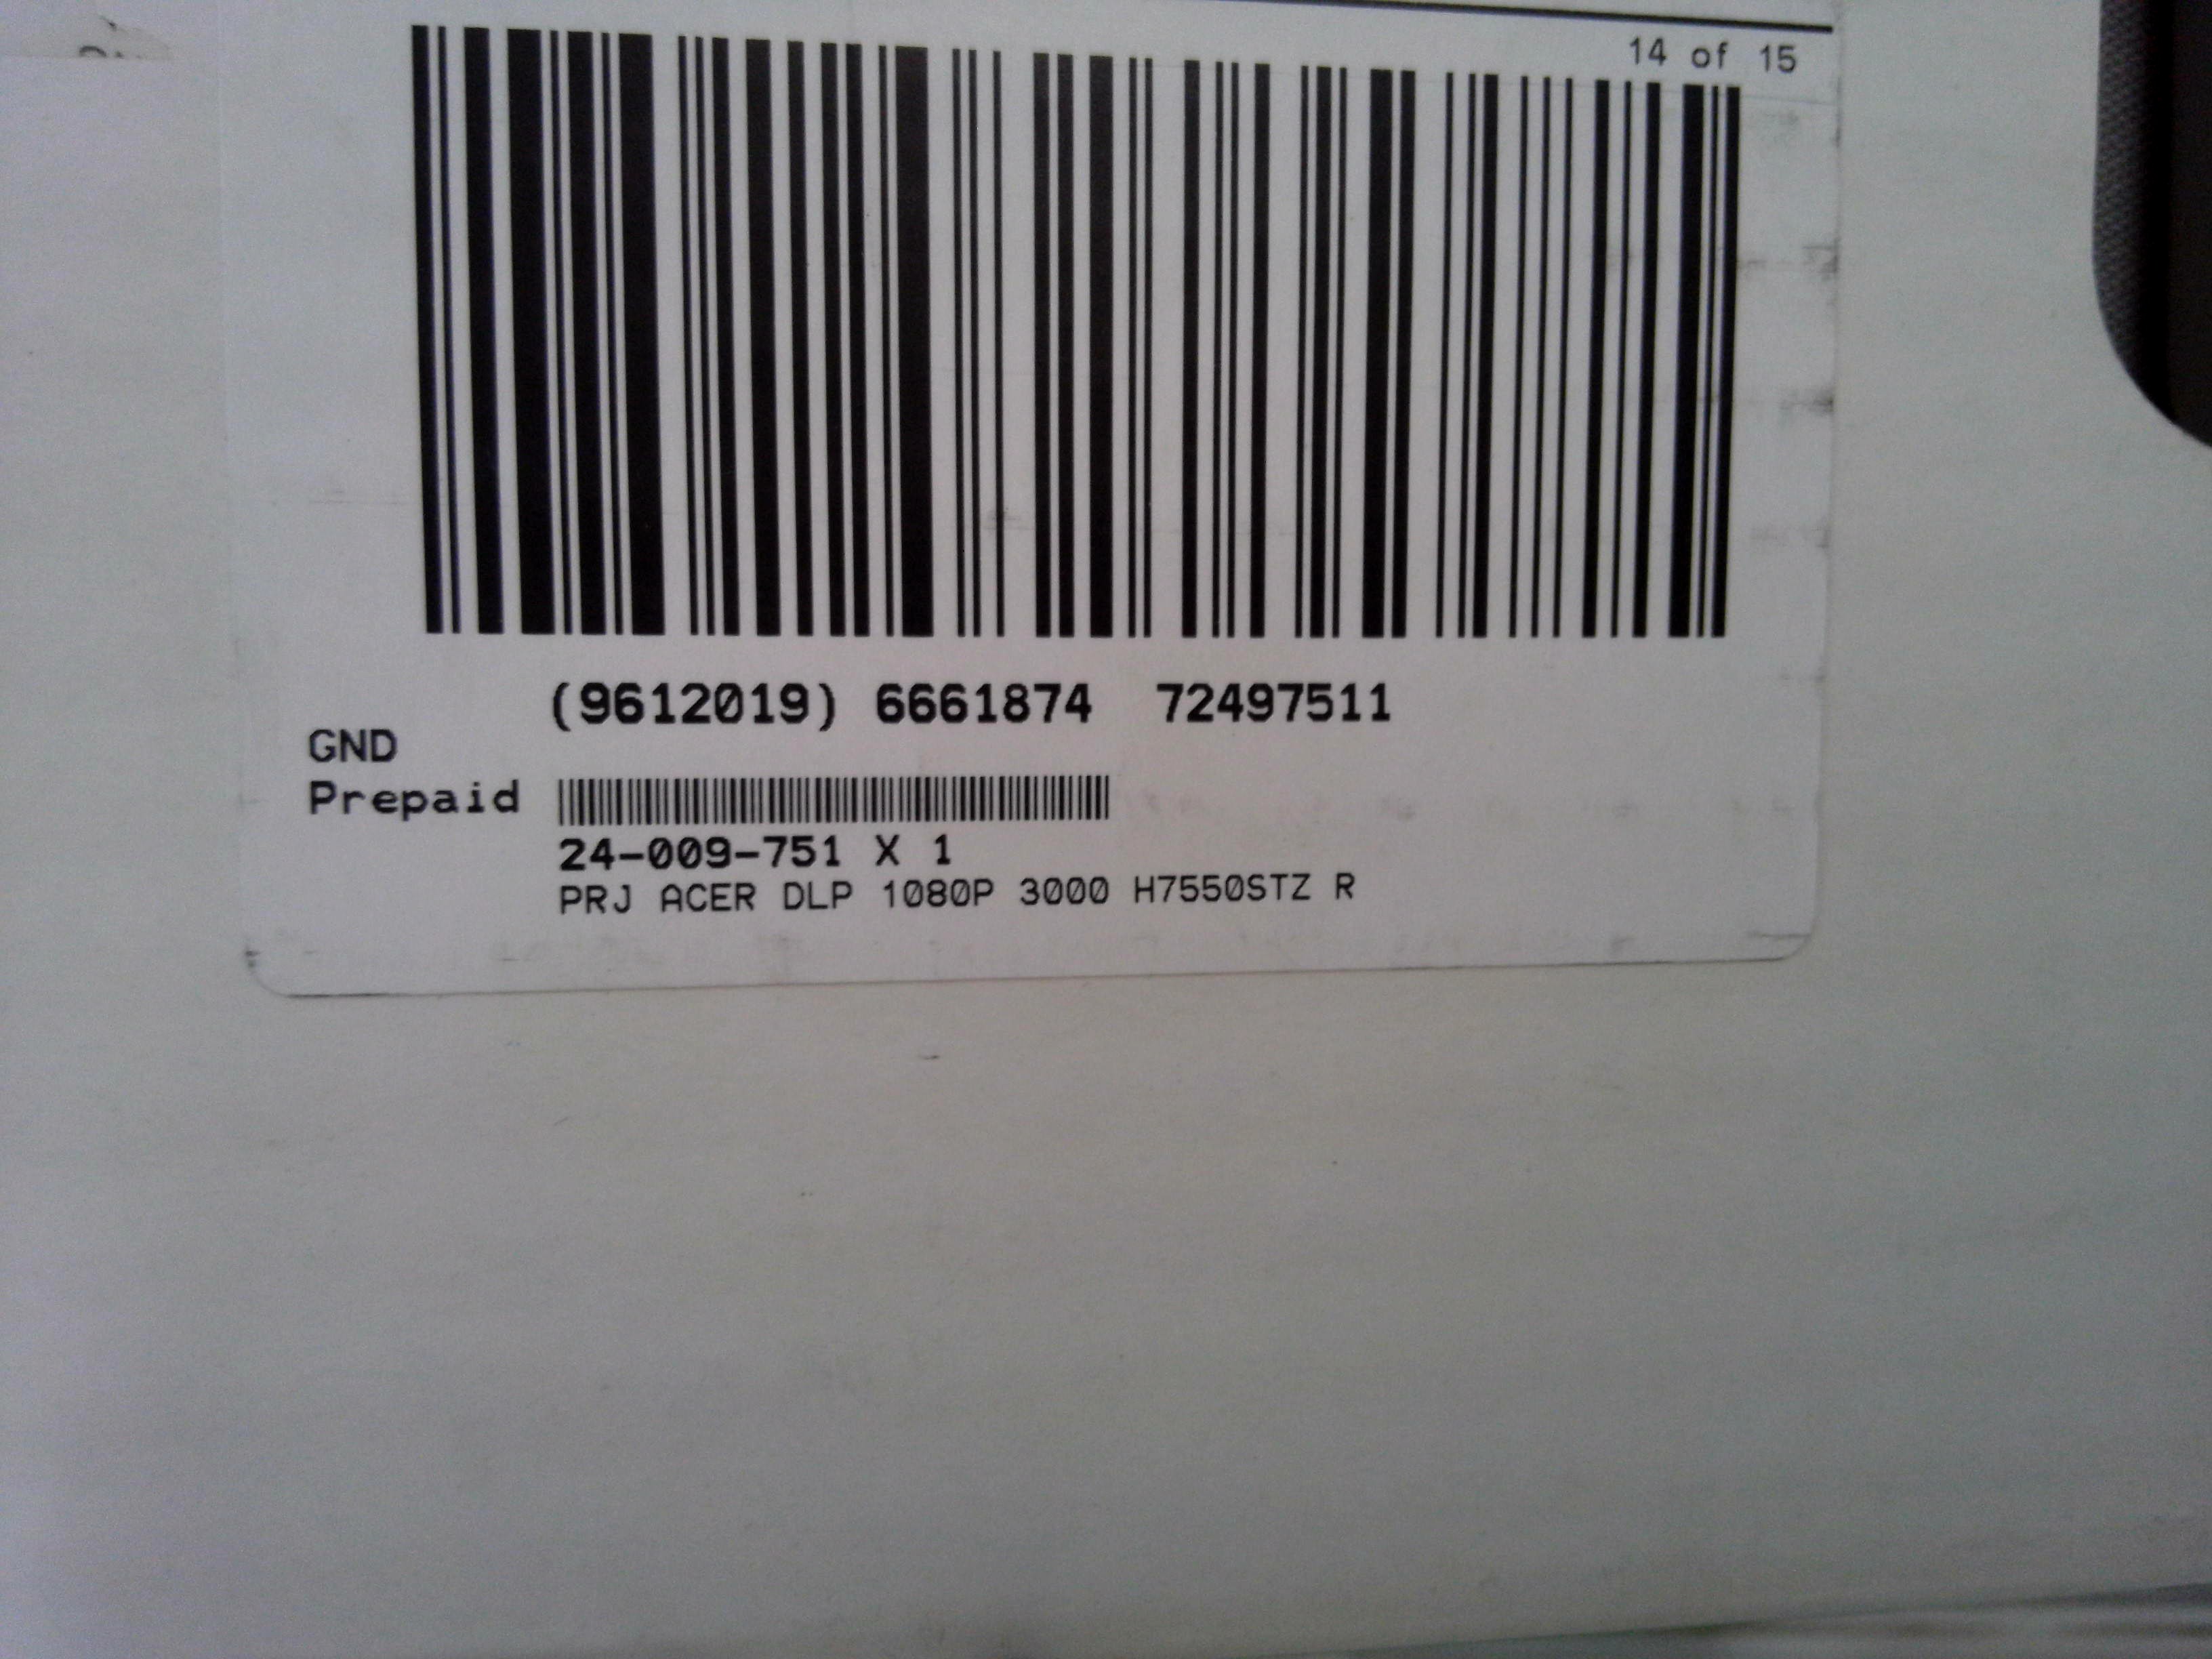 14 of 15
(9612019) 6661874 72497511
GND
Prepaid
24-009-751 X 1
PRJ ACER DLP 1080P 3000 H7550STZ R